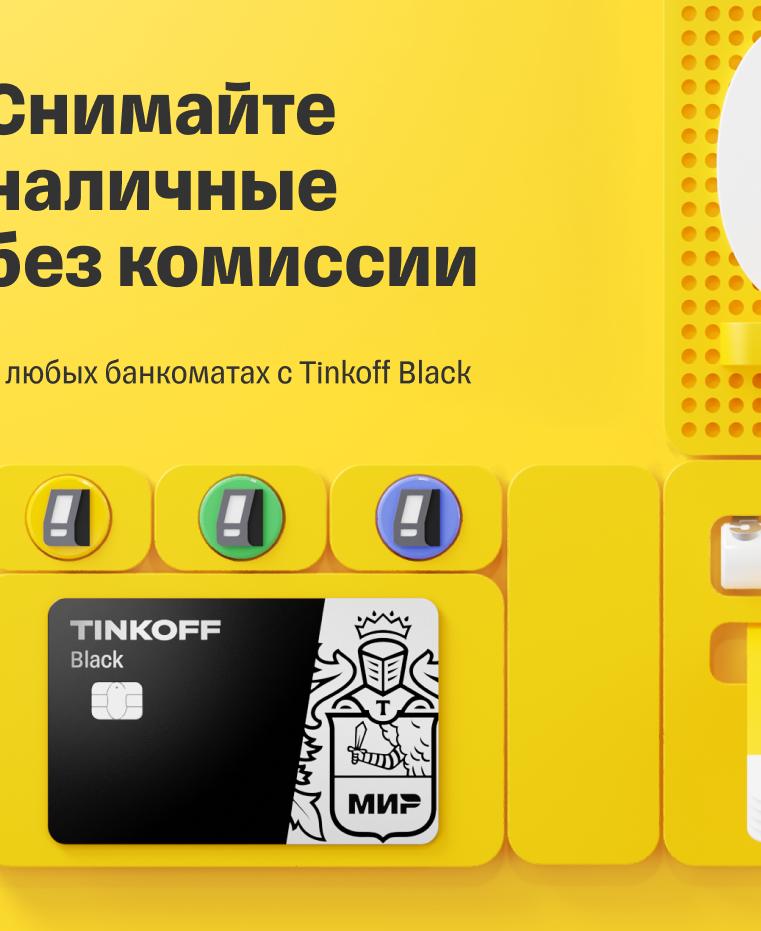 Снимайте
наличные
без комиссии
любых банкоматах с Tinkoff Black
TINKOFF
Black
T
МИР